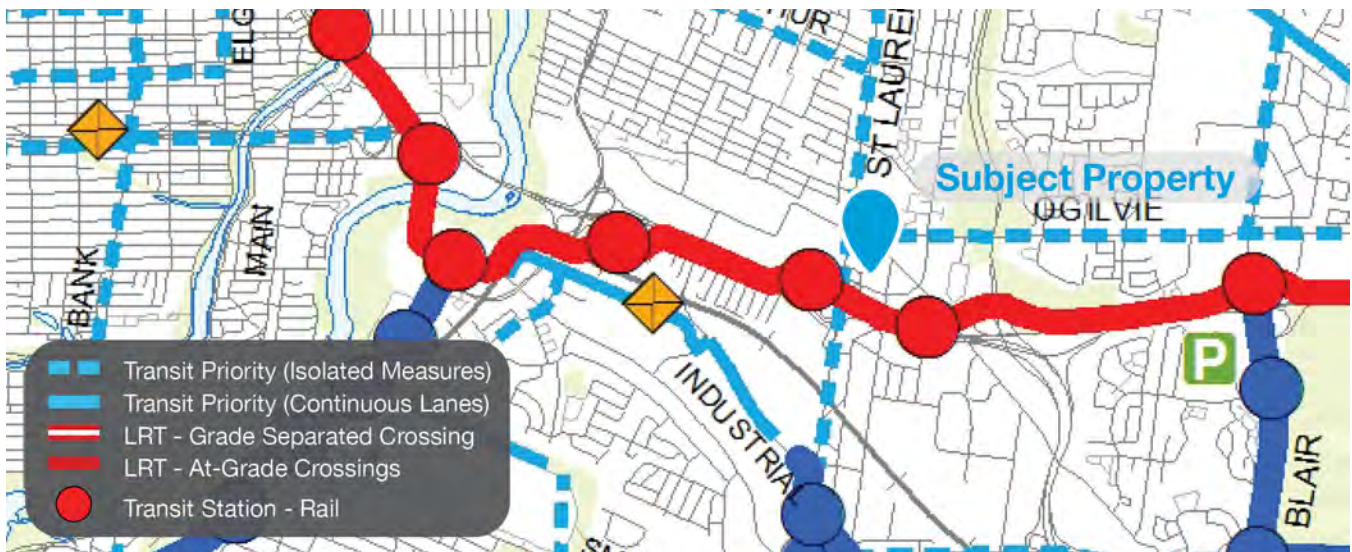 ELG
HUR
ST LAUREN
Subject Property
OGILVIE
MAIN
BANK
P
Transit Priority (Isolated Measures)
Transit Priority (Continuous Lanes)
LRT - Grade Separated Crossing
LRT - At-Grade Crossings
Transit Station - Rail
INDUSTRIAL
BLAIR